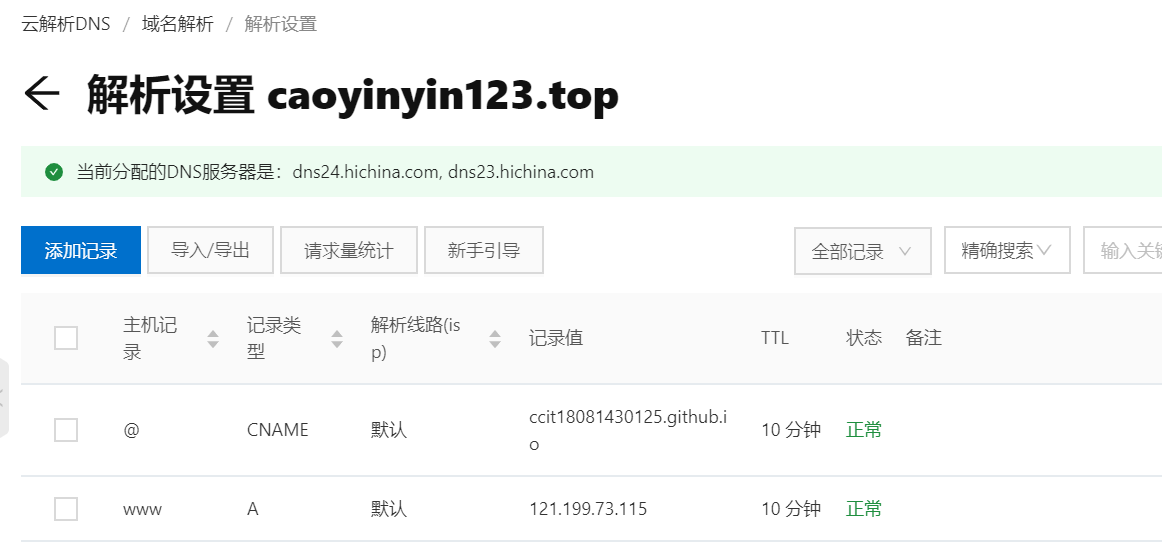 云解析DNS / 域名解析 / 解析设置
解析设置 caoyinyin123.top
当前分配的DNS服务器是：dns24.hichina.com, dns23.hichina.com
添加记录 导入/导出 请求量统计 新手引导 全部记录 精确搜索 输入关
主机记
录
记录类
型
解析线路(is
p)
记录值 TTL 状态 备注
@ CNAME 默认 ccit18081430125.github.i
o
10 分钟 正常
www A 默认 121.199.73.115 10 分钟 正常